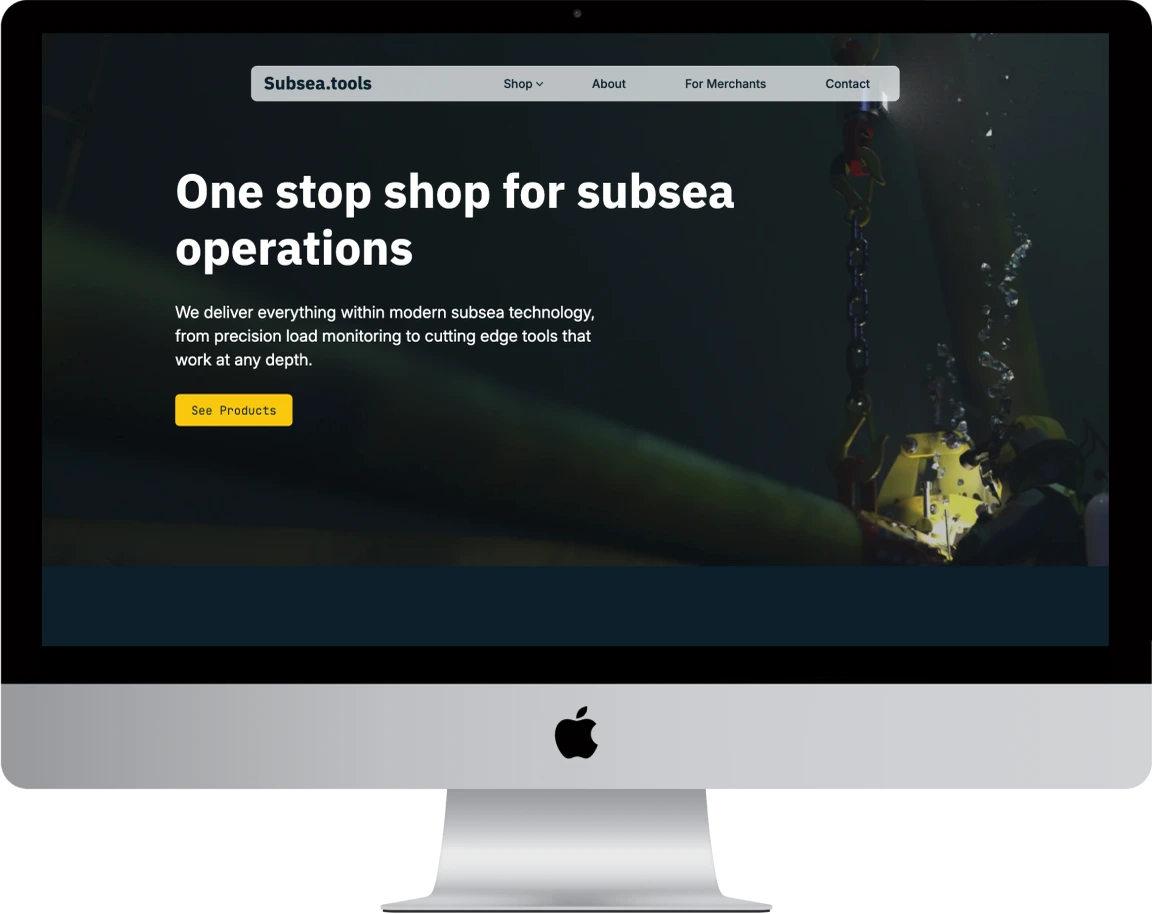 Subsea.tools
Shop
About
For Merchants
Contact
One stop shop for subsea
operations
We deliver everything within modern subsea technology,
from precision load monitoring to cutting edge tools that
work at any depth.
See Products